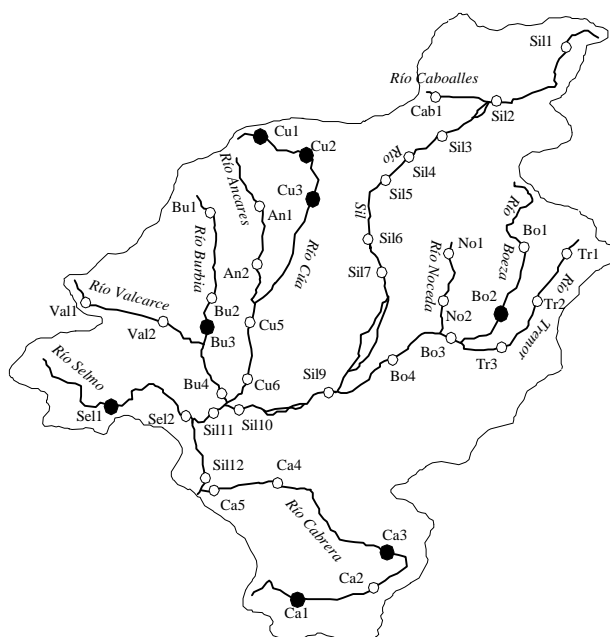 Sil1
Río Caboalles
Cab1
Sil2
Cu1
Cu2
Sil3
Río
Sil4
Sil5
Río Ancares
Cu3
Bu1
An1
Río
Sil
Bo1
Río Burbia
Río Cúa
Sil6
No1
Tr1
Boeza
An2
Sil7
Río Noceda
Río
Río Valcarce
Bo2
Val1
Bu2
Tr2
Val2
Bu3
Cu5
No2
Tremor
Bo3
Tr3
Río Selmo
Bo4
Bu4
Cu6
Sil9
Sel1
Sel2
Sil11
Sil10
Sil12
Ca4
Ca5
Río Cabrera
Ca3
Ca2
Ca1